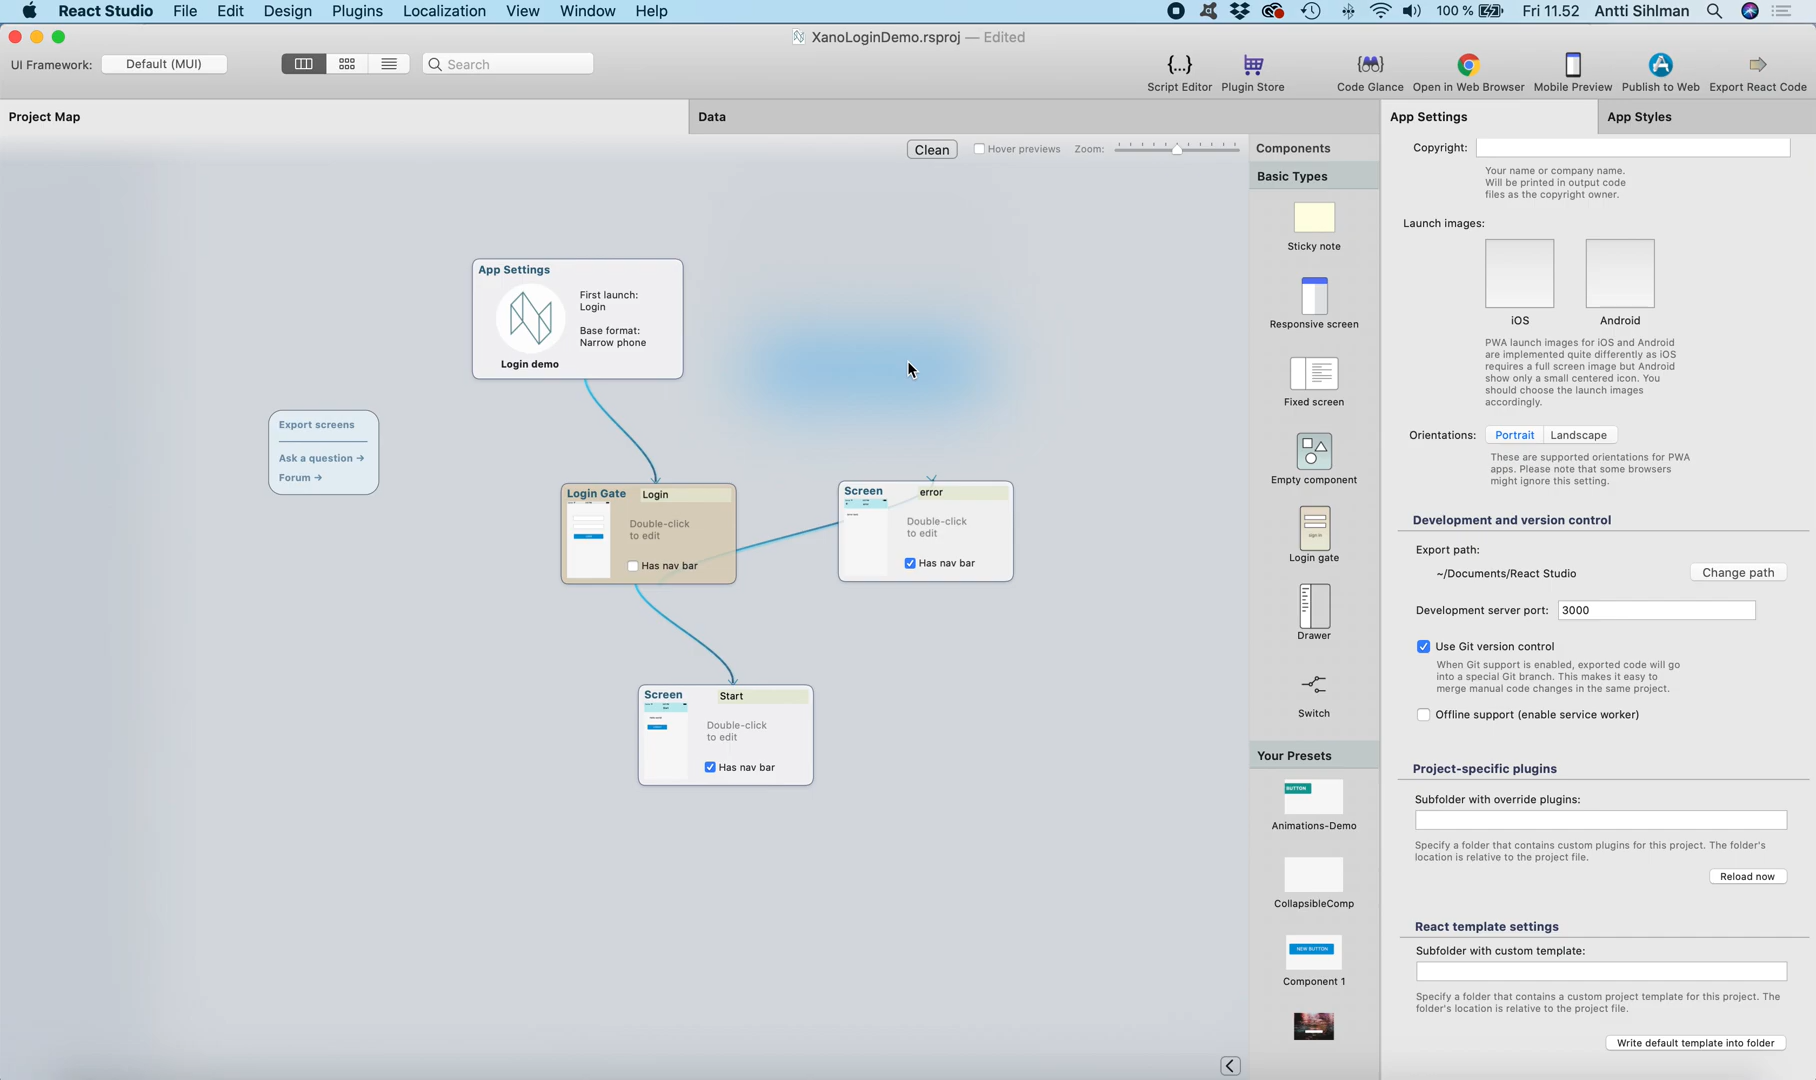 React Studio File Edit Design Plugins Localization View Window Help 100 % Fri 11.52 Antti Sihlman
XanoLoginDemo.rsproj — Edited
UI Framework: Default (MUI) Search
{...} Script Editor Plugin Store Code Glance Open in Web Browser Mobile Preview Publish to Web Export React Code
Project Map Data App Settings App Styles
Clean Hover previews Zoom:
App Settings
First launch:
Login
Base format:
Narrow phone
Login demo
Export screens
Ask a question →
Forum →
Login Gate Login
Double-click
to edit
Has nav bar
Screen error
Double-click
to edit
Has nav bar
Screen Start
Double-click
to edit
Has nav bar
Components
Basic Types
Sticky note
Responsive screen
Fixed screen
Empty component
sign in
Login gate
Drawer
Switch
Your Presets
BUTTON
Animations-Demo
CollapsibleComp
NEW BUTTON
Component 1
Copyright:
Your name or company name.
Will be printed in output code
files as the copyright owner.
Launch images:
iOS Android
PWA launch images for iOS and Android
are implemented quite differently as iOS
requires a full screen image but Android
show only a small centered icon. You
should choose the launch images
accordingly.
Orientations: Portrait Landscape
These are supported orientations for PWA
apps. Please note that some browsers
might ignore this setting.
Development and version control
Export path:
~/Documents/React Studio Change path
Development server port: 3000
Use Git version control
When Git support is enabled, exported code will go
into a special Git branch. This makes it easy to
merge manual code changes in the same project.
Offline support (enable service worker)
Project-specific plugins
Subfolder with override plugins:
Specify a folder that contains custom plugins for this project. The folder's
location is relative to the project file.
Reload now
React template settings
Subfolder with custom template:
Specify a folder that contains a custom project template for this project. The
folder's location is relative to the project file.
Write default template into folder